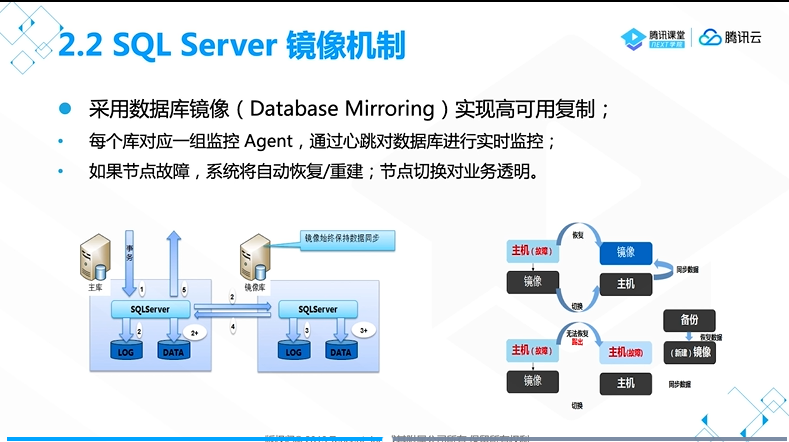 2.2 SQL Server 镜像机制
腾讯课堂
NEXT学院
腾讯云
采用数据库镜像（Database Mirroring）实现高可用复制；
每个库对应一组监控 Agent，通过心跳对数据库进行实时监控；
如果节点故障，系统将自动恢复/重建；节点切换对业务透明。
事务
主库
镜像库
镜像始终保持数据同步
1
5
2
4
SQLServer
SQLServer
2
2+
3
3+
LOG
DATA
LOG
DATA
恢复
主机（故障）
镜像
镜像
主机
同步数据
切换
无法恢复
踢出
主机（故障）
主机(故障)
镜像
主机
切换
备份
恢复数据
（新建）镜像
同步数据